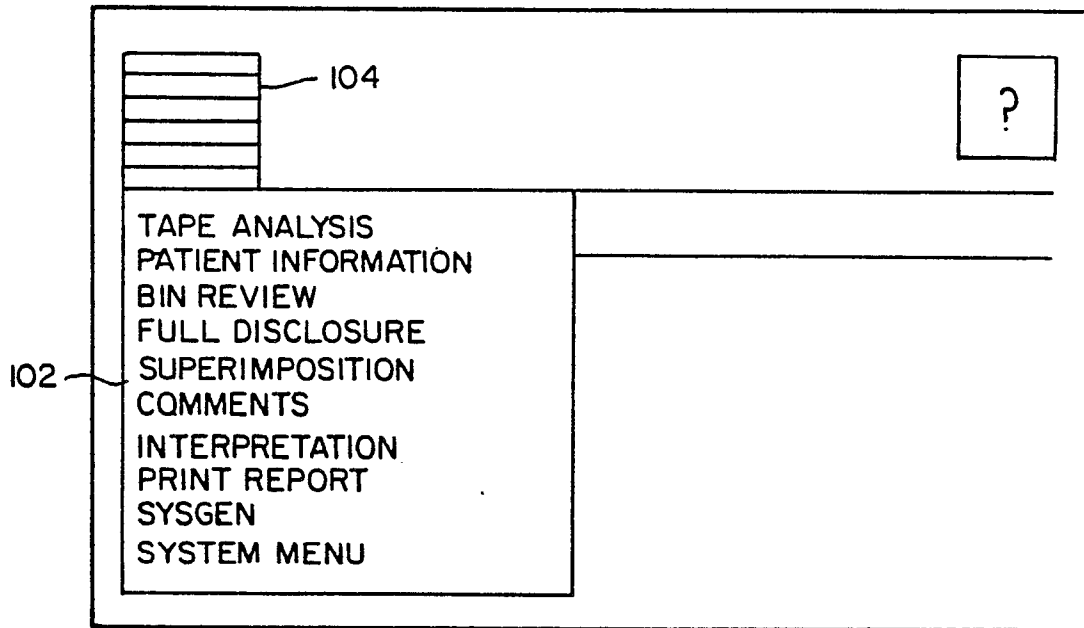 104
?
TAPE ANALYSIS
PATIENT INFORMATION
BIN REVIEW
FULL DISCLOSURE
102
SUPERIMPOSITION
COMMENTS
INTERPRETATION
PRINT REPORT
SYSGEN
SYSTEM MENU